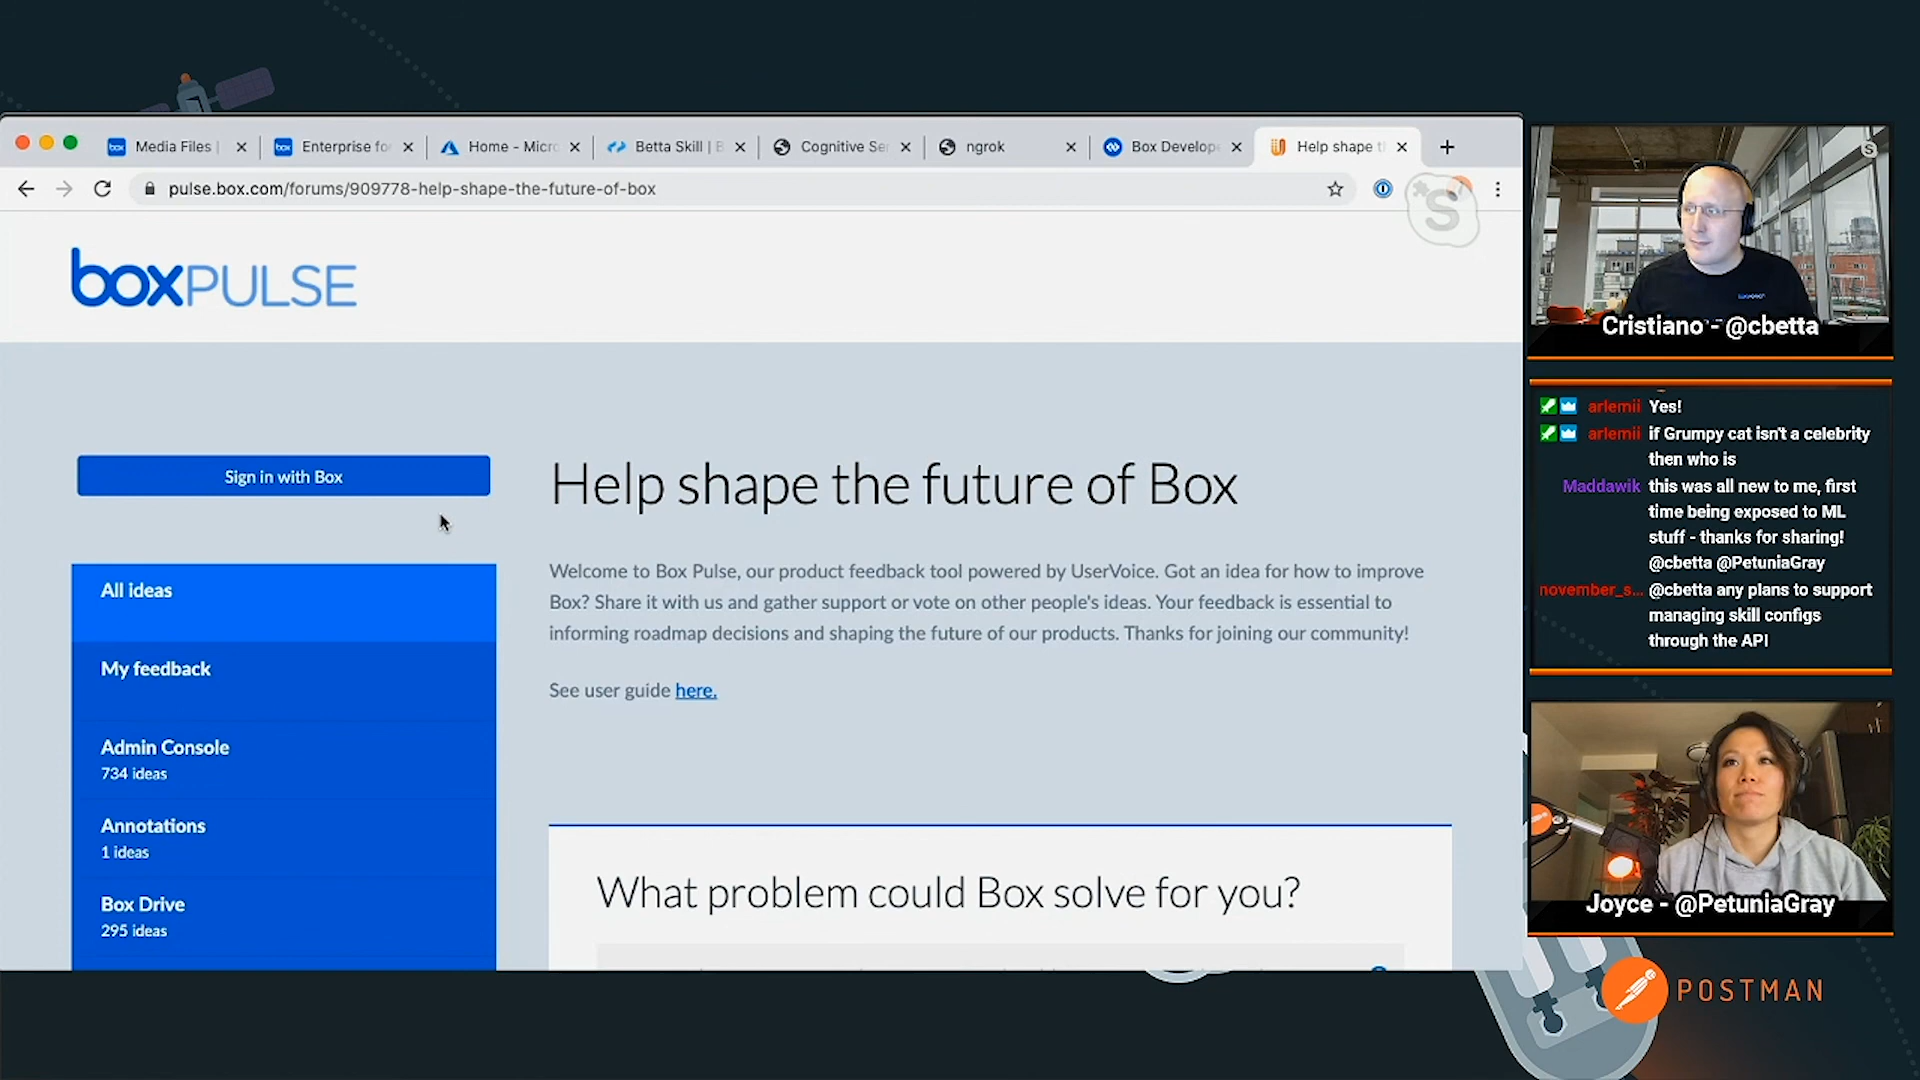 Media Files |
Enterprise fo
Home - Micro
Betta Skill | B
Cognitive Se
ngrok
Box Develop
Help shape t
pulse.box.com/forums/909778-help-shape-the-future-of-box
S
boxPULSE
Sign in with Box
All ideas
My feedback
Admin Console
734 ideas
Annotations
1 ideas
Box Drive
295 ideas
Help shape the future of Box
Welcome to Box Pulse, our product feedback tool powered by UserVoice. Got an idea for how to improve
Box? Share it with us and gather support or vote on other people's ideas. Your feedback is essential to
informing roadmap decisions and shaping the future of our products. Thanks for joining our community!
See user guide here.
What problem could Box solve for you?
Cristiano - @cbetta
arlemii Yes!
arlemii if Grumpy cat isn't a celebrity
then who is
Maddawik this was all new to me, first
time being exposed to ML
stuff - thanks for sharing!
@cbetta @PetuniaGray
november_s... @cbetta any plans to support
managing skill configs
through the API
Joyce - @PetuniaGray
POSTMAN